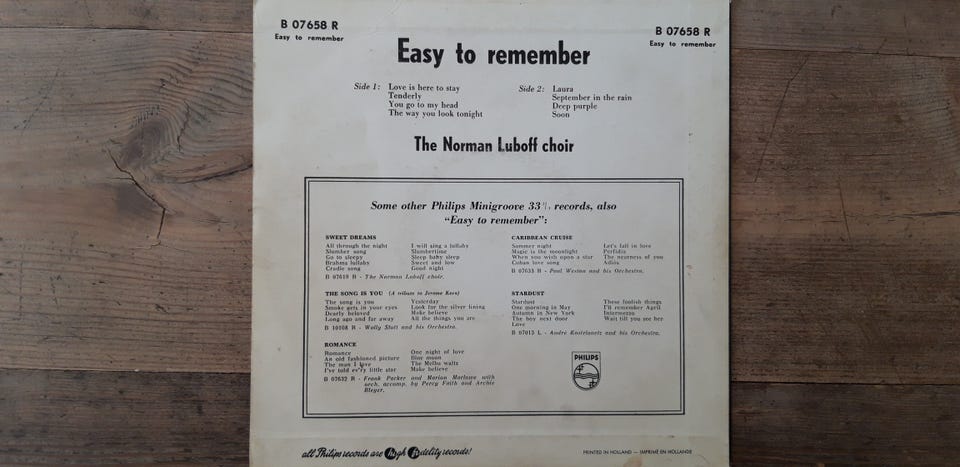 B 07658 R
Easy to remember
B 07658 R
Easy to remember
Easy to remember
Side 1: Love is here to stay
Tenderly
You go to my head
The way you look tonight
Side 2: Laura
September in the rain
Deep purple
Soon
The Norman Luboff choir
Some other Philips Minigroove 33⅓ records, also
"Easy to remember":
SWEET DREAMS
All through the night
Slumber song
Go to sleepy
Brahms lullaby
Cradle song
I will sing a lullaby
Slumbertime
Sleep baby sleep
Sweet and low
Good night
B 07619 R - The Norman Luboff choir.
CARIBBEAN CRUISE
Summer night
Magic is the moonlight
When you wish upon a star
Cuban love song
Let's fall in love
Perfidia
The nearness of you
Adios
B 07633 R - Paul Weston and his Orchestra.
THE SONG IS YOU (A tribute to Jerome Kern)
The song is you
Smoke gets in your eyes
Dearly beloved
Long ago and far away
Yesterday
Look for the silver lining
Make believe
All the things you are
B 10008 R - Wally Stott and his Orchestra.
STARDUST
Stardust
One morning in May
Autumn in New York
The boy next door
Love
These foolish things
I'll remember April
Intermezzo
Wait till you see her
B 07013 L - André Kostelanetz and his Orchestra.
ROMANCE
Romance
An old fashioned picture
The man I love
I've told ev'ry little star
One night of love
Blue moon
The Melba waltz
Make believe
B 07632 R - Frank Parker and Marion Marlowe with
orch. accomp. by Percy Faith and Archie
Bleyer.
PHILIPS
all Philips records are high fidelity records!
PRINTED IN HOLLAND — IMPRIMÉ EN HOLLANDE